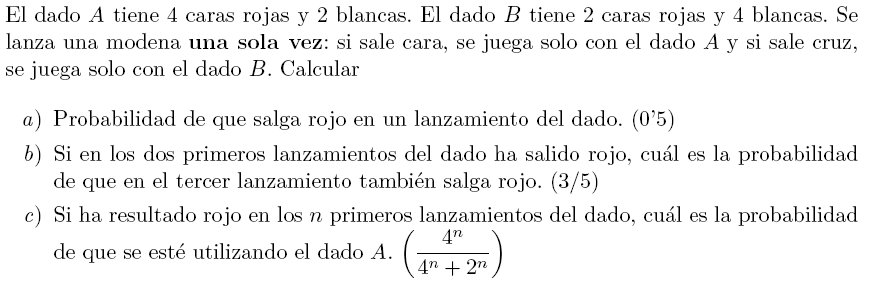 El dado A tiene 4 caras rojas y 2 blancas. El dado B tiene 2 caras rojas y 4 blancas. Se
lanza una modena una sola vez: si sale cara, se juega solo con el dado A y si sale cruz,
se juega solo con el dado B. Calcular
a) Probabilidad de que salga rojo en un lanzamiento del dado. (0'5)
b) Si en los dos primeros lanzamientos del dado ha salido rojo, cuál es la probabilidad
de que en el tercer lanzamiento también salga rojo. (3/5)
c) Si ha resultado rojo en los n primeros lanzamientos del dado, cuál es la probabilidad
de que se esté utilizando el dado A. (4^n / (4^n + 2^n))